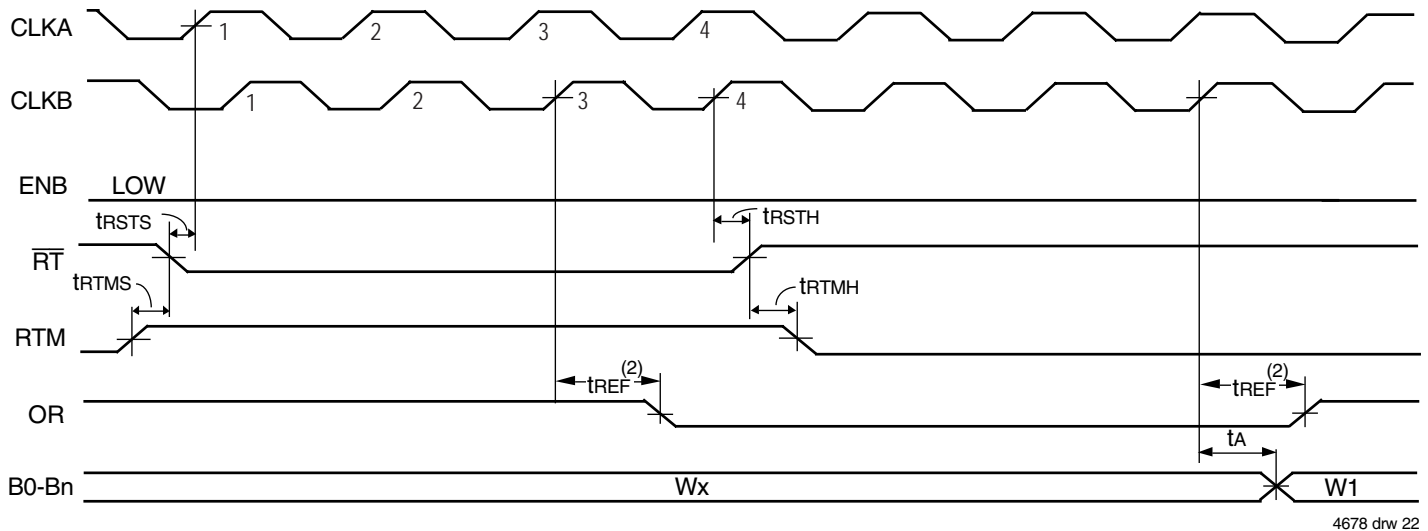 CLKA 1 2 3 4
CLKB 1 2 3 4
ENB LOW
tRSTS tRSTH
RT
tRTMS tRTMH
RTM
tREF(2) tREF(2)
OR
tA
B0-Bn Wx W1
4678 drw 22